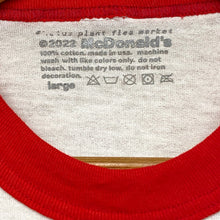 cactus plant flea market
©2022 McDonald's
100% cotton. made in usa. machine
wash with like colors only. do not
bleach. tumble dry low. do not iron
decoration.
large